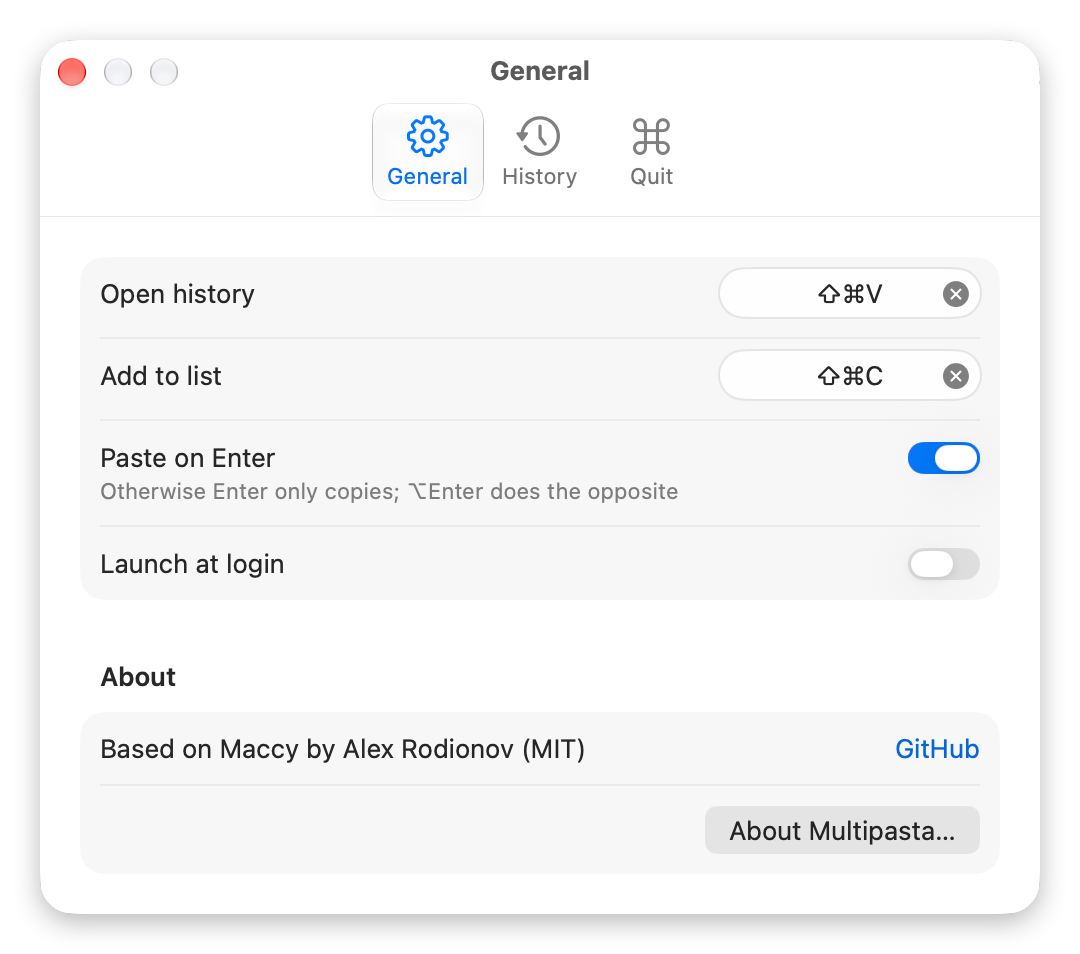 General
General
History
Quit
Open history
⇧⌘V
Add to list
⇧⌘C
Paste on Enter
Otherwise Enter only copies; ⌥Enter does the opposite
Launch at login
About
Based on Maccy by Alex Rodionov (MIT)
GitHub
About Multipasta...